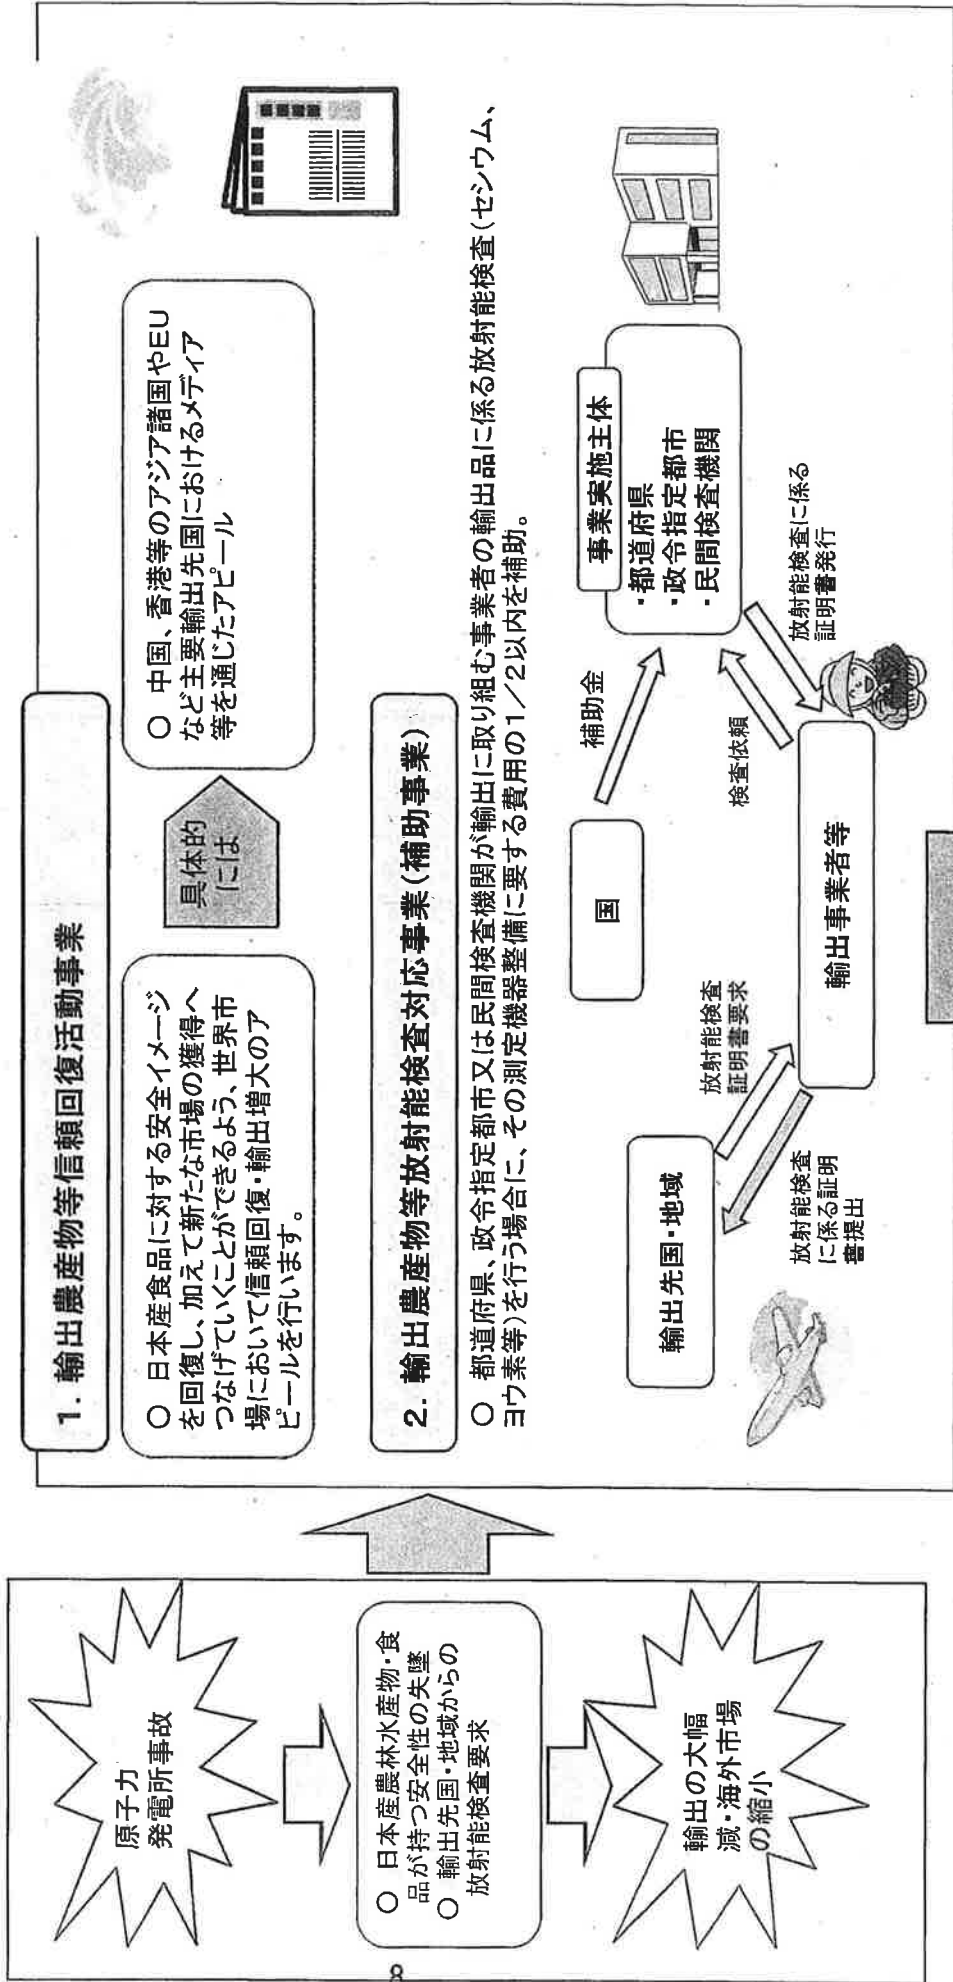 原子力
発電所事故
○ 日本産農林水産物・食
品が持つ安全性の失墜
○ 輸出先国・地域からの
放射能検査要求
輸出の大幅
減・海外市場
の縮小
1. 輸出農産物等信頼回復活動事業
○ 日本産食品に対する安全イメージ
を回復し、加えて新たな市場の獲得へ
つなげていくことができるよう、世界市
場において信頼回復・輸出増大のア
ピールを行います。
具体的
には
○ 中国、香港等のアジア諸国やEU
など主要輸出先国におけるメディア
等を通じたアピール
2. 輸出農産物等放射能検査対応事業(補助事業)
○ 都道府県、政令指定都市又は民間検査機関が輸出に取り組む事業者の輸出品に係る放射能検査(セシウム、
ヨウ素等)を行う場合に、その測定機器整備に要する費用の1/2以内を補助。
国
補助金
事業実施主体
・都道府県
・政令指定都市
・民間検査機関
輸出先国・地域
放射能検査
証明書要求
放射能検査
に係る証明
書提出
輸出事業者等
検査依頼
放射能検査に係る
証明書発行
8